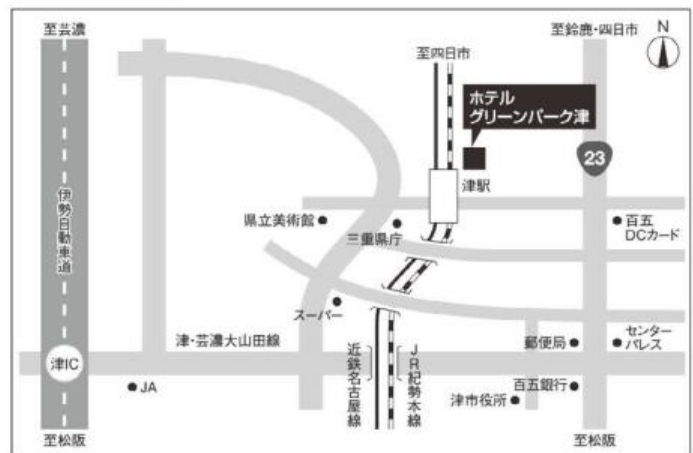 至芸濃
至鈴鹿・四日市
N
至四日市
ホテル
グリーンパーク津
23
津駅
伊勢自動車道
県立美術館
三重県庁
百五
DCカード
スーパー
津・芸濃大山田線
近鉄名古屋線
JR紀勢本線
郵便局
センター
パレス
津IC
JA
百五銀行
津市役所
至松阪
至松阪